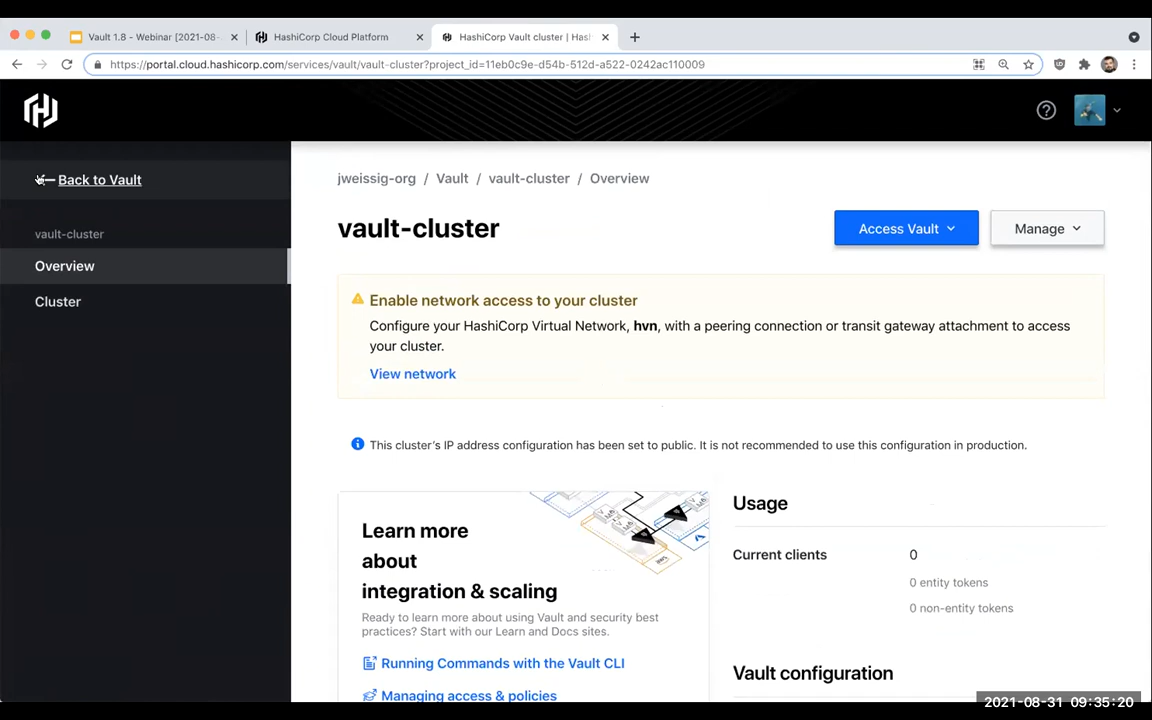 Vault 1.8 - Webinar [2021-08-
HashiCorp Cloud Platform
HashiCorp Vault cluster | Hash
https://portal.cloud.hashicorp.com/services/vault/vault-cluster?project_id=11eb0c9e-d54b-512d-a522-0242ac110009
Back to Vault
vault-cluster
Overview
Cluster
jweissig-org / Vault / vault-cluster / Overview
vault-cluster
Access Vault
Manage
Enable network access to your cluster
Configure your HashiCorp Virtual Network, hvn, with a peering connection or transit gateway attachment to access
your cluster.
View network
This cluster's IP address configuration has been set to public. It is not recommended to use this configuration in production.
Learn more
about
integration & scaling
Ready to learn more about using Vault and security best
practices? Start with our Learn and Docs sites.
Running Commands with the Vault CLI
Managing access & policies
Usage
Current clients 0
0 entity tokens
0 non-entity tokens
Vault configuration
2021-08-31 09:35:20